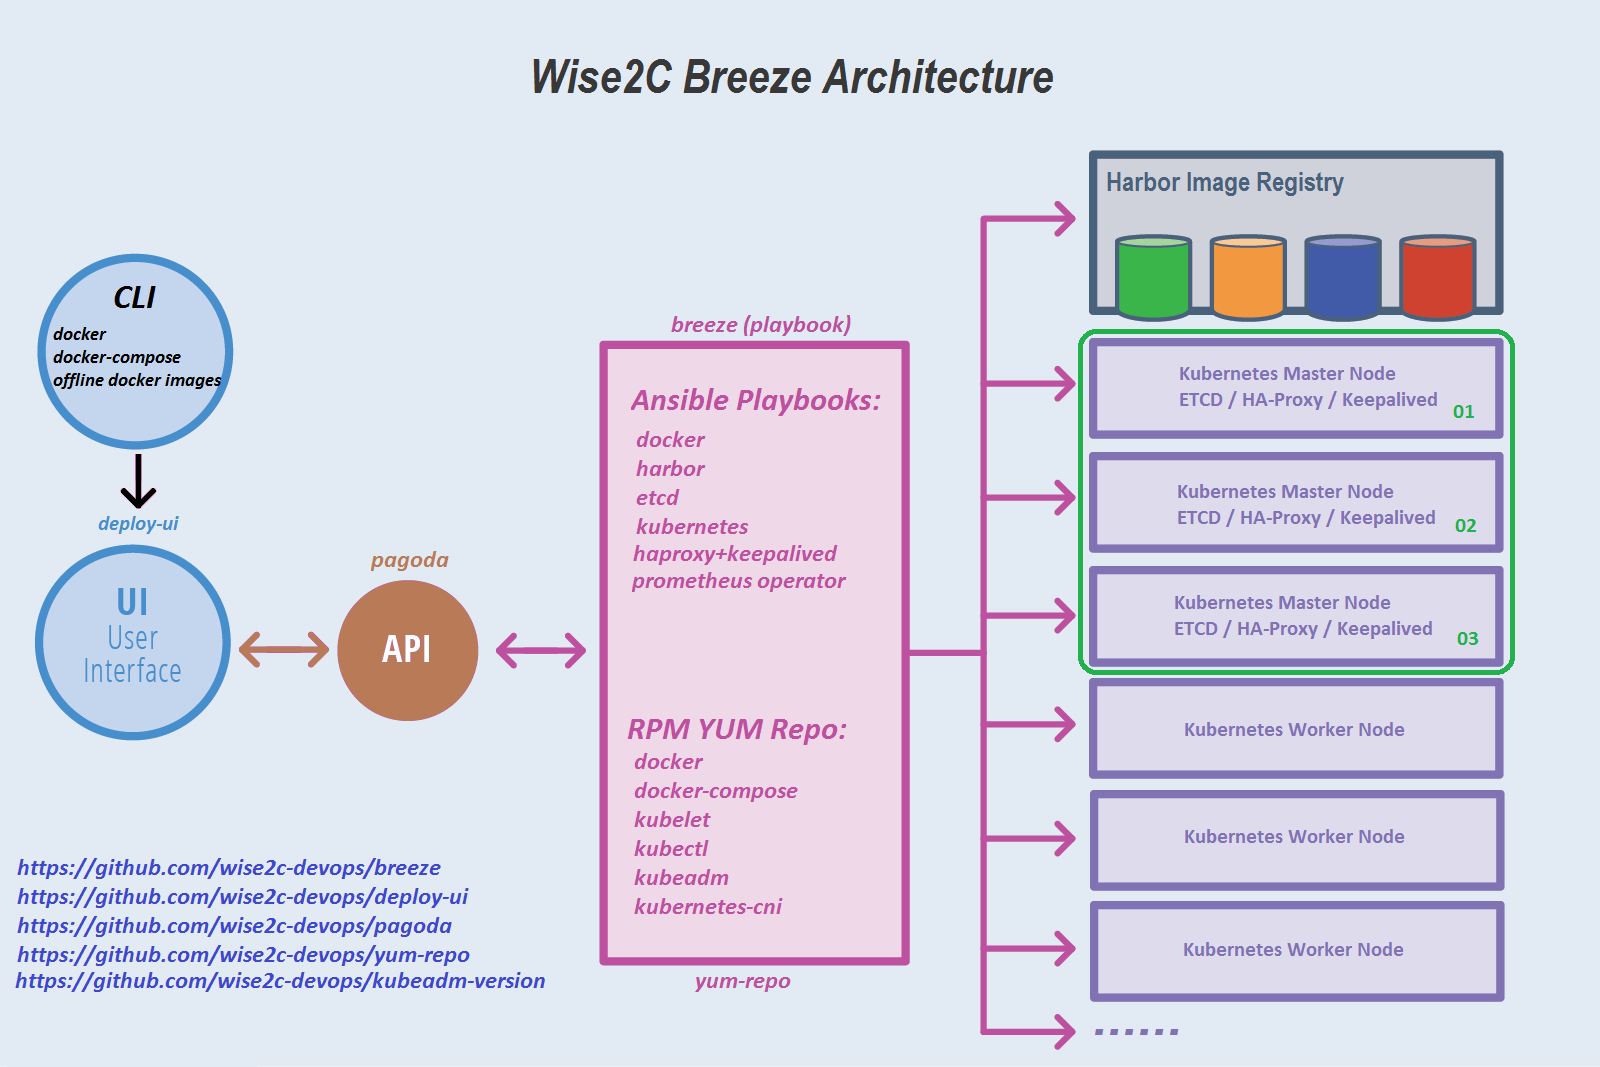 Wise2C Breeze Architecture
CLI
docker
docker-compose
offline docker images
deploy-ui
UI
User
Interface
pagoda
API
breeze (playbook)
Ansible Playbooks:
docker
harbor
etcd
kubernetes
haproxy+keepalived
prometheus operator
RPM YUM Repo:
docker
docker-compose
kubelet
kubectl
kubeadm
kubernetes-cni
yum-repo
Harbor Image Registry
Kubernetes Master Node
ETCD / HA-Proxy / Keepalived
01
Kubernetes Master Node
ETCD / HA-Proxy / Keepalived
02
Kubernetes Master Node
ETCD / HA-Proxy / Keepalived
03
Kubernetes Worker Node
Kubernetes Worker Node
Kubernetes Worker Node
------
https://github.com/wise2c-devops/breeze
https://github.com/wise2c-devops/deploy-ui
https://github.com/wise2c-devops/pagoda
https://github.com/wise2c-devops/yum-repo
https://github.com/wise2c-devops/kubeadm-version